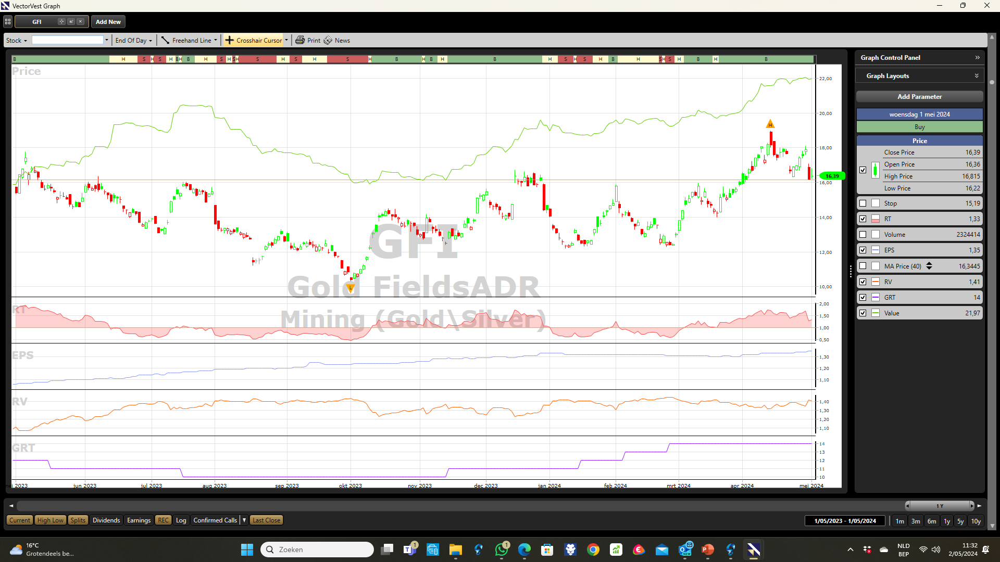 VectorVest Graph
GFI
Add New
Stock
End Of Day
Freehand Line
Crosshair Cursor
Print
News
B H S H S H B H B H S H S H S H S H S H B H B H B H S H S H B H S H S H B H B
Price
22,00
20,00
18,00
16,39
16,00
14,00
12,00
10,00
H
L
GFI
Gold FieldsADR
Mining (Gold\Silver)
RT
2,00
1,50
1,00
0,50
EPS
1,30
1,20
1,10
RV
1,40
1,30
1,20
1,10
GRT
14
13
12
11
10
mei 2023 jun 2023 jul 2023 aug 2023 sep 2023 okt 2023 nov 2023 dec 2023 jan 2024 feb 2024 mrt 2024 apr 2024 mei 2024
Graph Control Panel
Graph Layouts
Add Parameter
woensdag 1 mei 2024
Buy
Price
Close Price 16,39
Open Price 16,36
High Price 16,815
Low Price 16,22
Stop 15,19
RT 1,33
Volume 2324414
EPS 1,35
MA Price (40) 16,3445
RV 1,41
GRT 14
Value 21,97
1 Y
Current High Low Splits Dividends Earnings REC Log Confirmed Calls Last Close
1/05/2023 - 1/05/2024
1m 3m 6m 1y 5y 10y
16°C
Grotendeels be...
Zoeken
1
1
NEW
NLD
BEP
11:32
2/05/2024